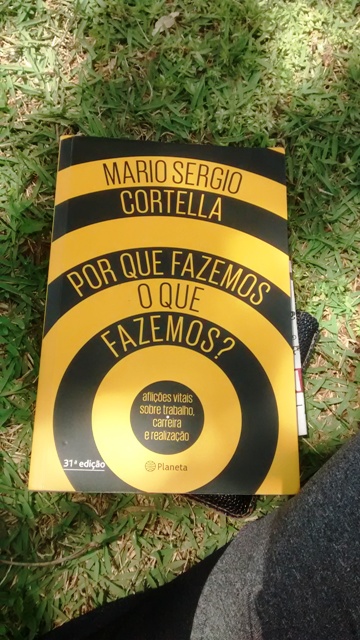 MARIO SERGIO
CORTELLA
POR QUE FAZEMOS
O QUE
FAZEMOS?
aflições vitais
sobre trabalho,
carreira
e realização
31ª edição
Planeta